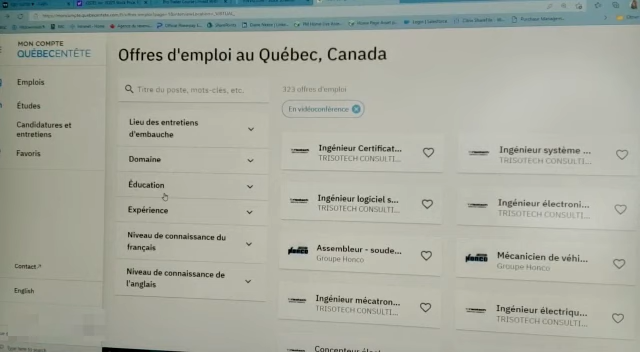 MON COMPTE
QUÉBECENTÊTE
Emplois
Études
Candidatures et
entretiens
Favoris
Contact
English
Offres d'emploi au Québec, Canada
Titre du poste, mots-clés, etc.
Lieu des entretiens
d'embauche
Domaine
Éducation
Expérience
Niveau de connaissance du
français
Niveau de connaissance de
l'anglais
323 offres d'emploi
En vidéoconférence
Ingénieur Certificat...
TRISOTECH CONSULTI...
Ingénieur système ...
TRISOTECH CONSULTI...
Ingénieur logiciel s...
TRISOTECH CONSULTI...
Ingénieur électroni...
TRISOTECH CONSULTI...
Assembleur - soude...
Groupe Honco
Mécanicien de véhi...
Groupe Honco
Ingénieur mécatron...
TRISOTECH CONSULTI...
Ingénieur électriqu...
TRISOTECH CONSULTI...